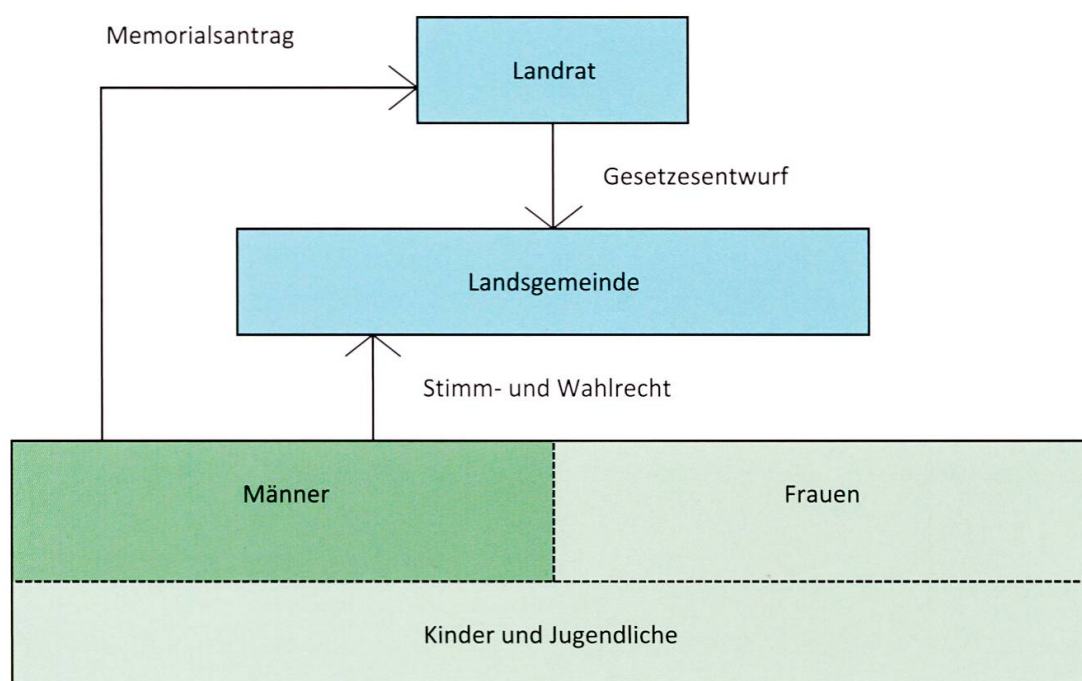 Memorialsantrag
Landrat
Gesetzesentwurf
Landsgemeinde
Stimm- und Wahlrecht
Männer
Frauen
Kinder und Jugendliche